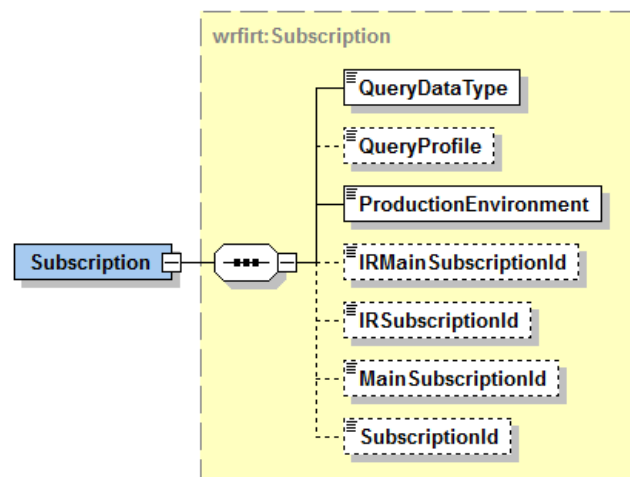 wrfirt:Subscription
QueryDataType
QueryProfile
ProductionEnvironment
Subscription
IRMainSubscriptionId
IRSubscriptionId
MainSubscriptionId
SubscriptionId